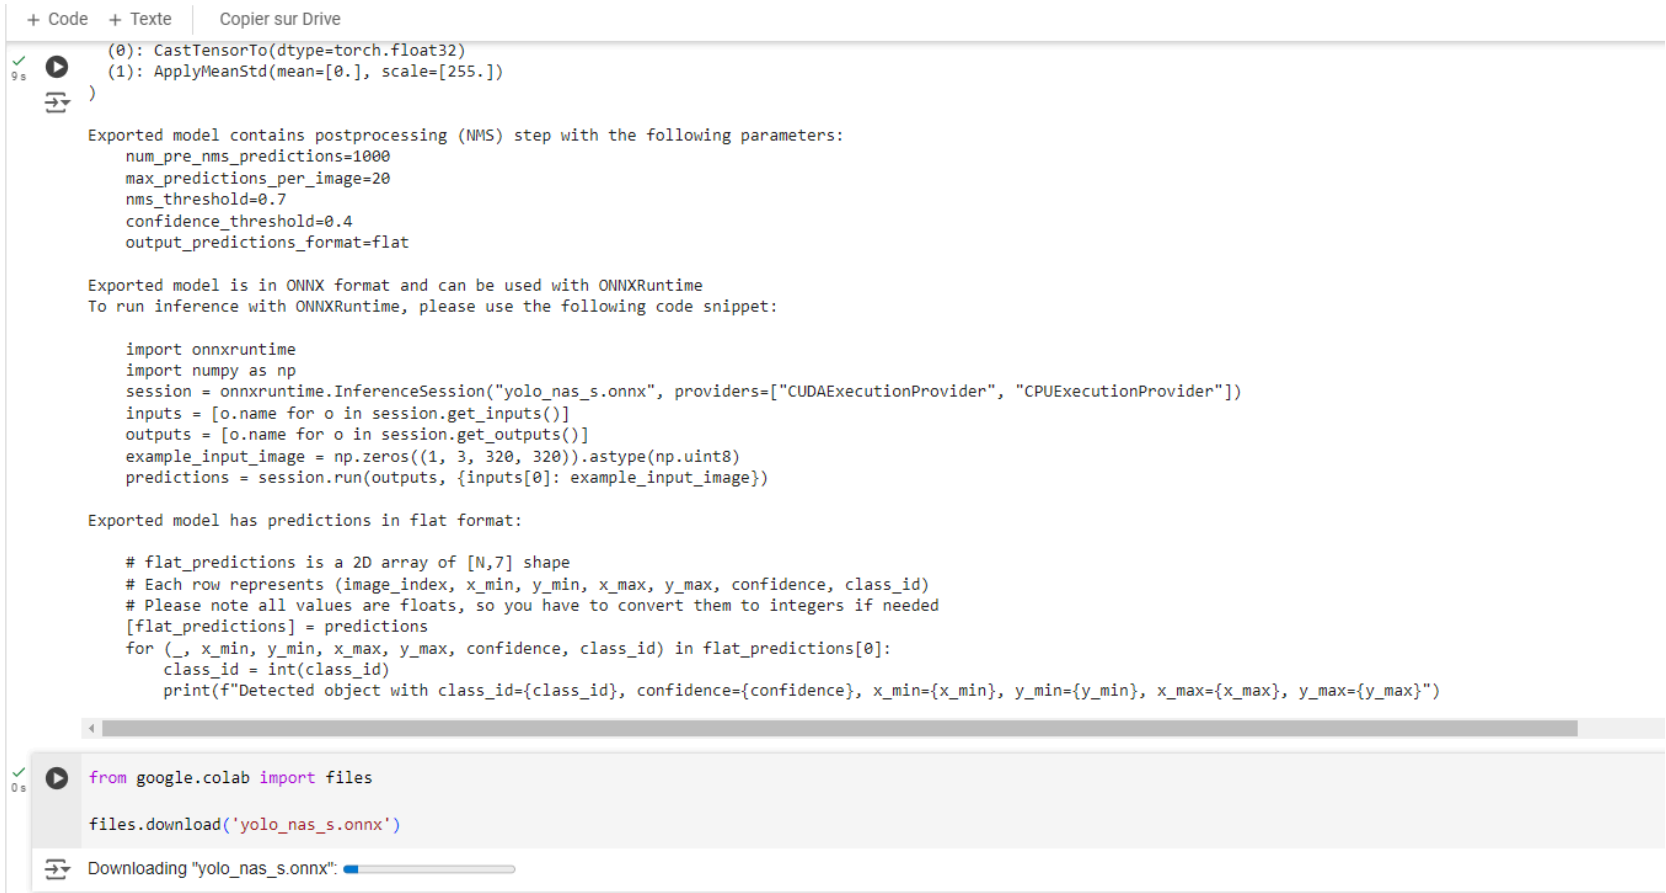 + Code + Texte Copier sur Drive
(0): CastTensorTo(dtype=torch.float32)
9 s
(1): ApplyMeanStd(mean=[0.], scale=[255.])
)
Exported model contains postprocessing (NMS) step with the following parameters:
num_pre_nms_predictions=1000
max_predictions_per_image=20
nms_threshold=0.7
confidence_threshold=0.4
output_predictions_format=flat
Exported model is in ONNX format and can be used with ONNXRuntime
To run inference with ONNXRuntime, please use the following code snippet:
import onnxruntime
import numpy as np
session = onnxruntime.InferenceSession("yolo_nas_s.onnx", providers=["CUDAExecutionProvider", "CPUExecutionProvider"])
inputs = [o.name for o in session.get_inputs()]
outputs = [o.name for o in session.get_outputs()]
example_input_image = np.zeros((1, 3, 320, 320)).astype(np.uint8)
predictions = session.run(outputs, {inputs[0]: example_input_image})
Exported model has predictions in flat format:
# flat_predictions is a 2D array of [N,7] shape
# Each row represents (image_index, x_min, y_min, x_max, y_max, confidence, class_id)
# Please note all values are floats, so you have to convert them to integers if needed
[flat_predictions] = predictions
for (_, x_min, y_min, x_max, y_max, confidence, class_id) in flat_predictions[0]:
class_id = int(class_id)
print(f"Detected object with class_id={class_id}, confidence={confidence}, x_min={x_min}, y_min={y_min}, x_max={x_max}, y_max={y_max}")
from google.colab import files
0 s
files.download('yolo_nas_s.onnx')
Downloading "yolo_nas_s.onnx":